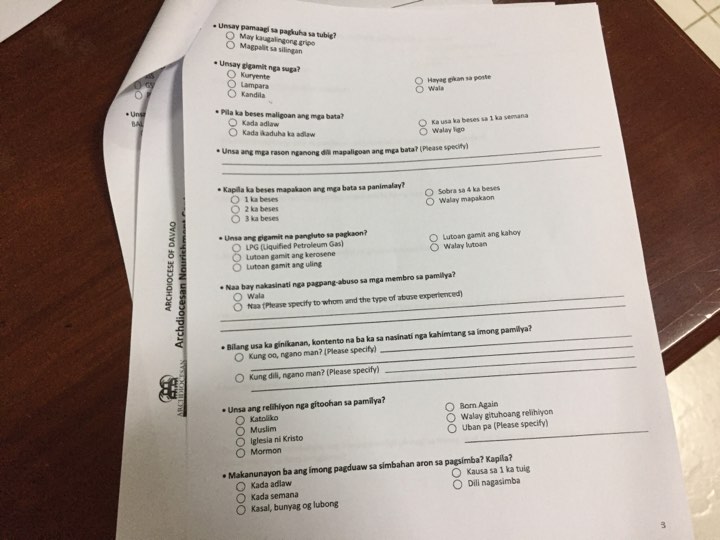 • Unsay pamaagi sa pagkuha sa tubig?
May kaugalingong gripo
Magpalit sa silingan
• Unsay gigamit nga suga?
Kuryente
Lampara
Kandila
Hayag gikan sa poste
Wala
• Pila ka beses maligoan ang mga bata?
Kada adlaw
Kada ikaduha ka adlaw
Ka usa ka beses sa 1 ka semana
Walay ligo
• Unsa ang mga rason nganong dili mapaligoan ang mga bata? (Please specify)
• Kapila ka beses mapakaon ang mga bata sa panimalay?
1 ka beses
2 ka beses
3 ka beses
Sobra sa 4 ka beses
Walay mapakaon
• Unsa ang gigamit na pangluto sa pagkaon?
LPG (Liquified Petroleum Gas)
Lutoan gamit ang kerosene
Lutoan gamit ang uling
Lutoan gamit ang kahoy
Walay lutoan
• Naa bay nakasinati nga pagpang-abuso sa mga membro sa pamilya?
Wala
Naa (Please specify to whom and the type of abuse experienced)
• Bilang usa ka ginikanan, kontento na ba ka sa nasinati nga kahimtang sa imong pamilya?
Kung oo, ngano man? (Please specify)
Kung dili, ngano man? (Please specify)
• Unsa ang relihiyon nga gitoohan sa pamilya?
Katoliko
Muslim
Iglesia ni Kristo
Mormon
Born Again
Walay gituhoang relihiyon
Uban pa (Please specify)
• Makanunayon ba ang imong pagduaw sa simbahan aron sa pagsimba? Kapila?
Kada adlaw
Kada semana
Kasal, bunyag og lubong
Kausa sa 1 ka tuig
Dili nagasimba
3
ARCHDIOCESE OF DAVAO
Archdiocesan Nourishment